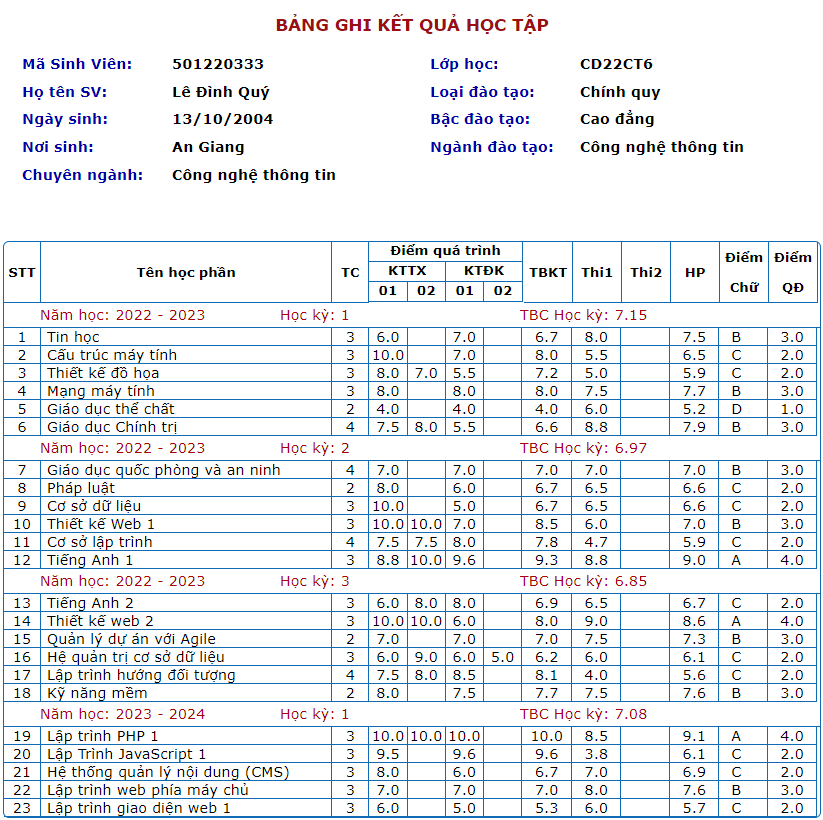 BẢNG GHI KẾT QUẢ HỌC TẬP
Mã Sinh Viên: 501220333 Lớp học: CD22CT6
Họ tên SV: Lê Đình Quý Loại đào tạo: Chính quy
Ngày sinh: 13/10/2004 Bậc đào tạo: Cao đẳng
Nơi sinh: An Giang Ngành đào tạo: Công nghệ thông tin
Chuyên ngành: Công nghệ thông tin
STT Tên học phần TC Điểm quá trình TBKT Thi1 Thi2 HP Điểm Chữ Điểm QĐ
KTTX KTĐK
01 02 01 02
Năm học: 2022 - 2023 Học kỳ: 1 TBC Học kỳ: 7.15
1 Tin học 3 6.0 7.0 6.7 8.0 7.5 B 3.0
2 Cấu trúc máy tính 3 10.0 7.0 8.0 5.5 6.5 C 2.0
3 Thiết kế đồ họa 3 8.0 7.0 5.5 7.2 5.0 5.9 C 2.0
4 Mạng máy tính 3 8.0 8.0 8.0 7.5 7.7 B 3.0
5 Giáo dục thể chất 2 4.0 4.0 4.0 6.0 5.2 D 1.0
6 Giáo dục Chính trị 4 7.5 8.0 5.5 6.6 8.8 7.9 B 3.0
Năm học: 2022 - 2023 Học kỳ: 2 TBC Học kỳ: 6.97
7 Giáo dục quốc phòng và an ninh 4 7.0 7.0 7.0 7.0 7.0 B 3.0
8 Pháp luật 2 8.0 6.0 6.7 6.5 6.6 C 2.0
9 Cơ sở dữ liệu 3 10.0 5.0 6.7 6.5 6.6 C 2.0
10 Thiết kế Web 1 3 10.0 10.0 7.0 8.5 6.0 7.0 B 3.0
11 Cơ sở lập trình 4 7.5 7.5 8.0 7.8 4.7 5.9 C 2.0
12 Tiếng Anh 1 3 8.8 10.0 9.6 9.3 8.8 9.0 A 4.0
Năm học: 2022 - 2023 Học kỳ: 3 TBC Học kỳ: 6.85
13 Tiếng Anh 2 3 6.0 8.0 8.0 6.9 6.5 6.7 C 2.0
14 Thiết kế web 2 3 10.0 10.0 6.0 8.0 9.0 8.6 A 4.0
15 Quản lý dự án với Agile 2 7.0 7.0 7.0 7.5 7.3 B 3.0
16 Hệ quản trị cơ sở dữ liệu 3 6.0 9.0 6.0 5.0 6.2 6.0 6.1 C 2.0
17 Lập trình hướng đối tượng 4 7.5 8.0 8.5 8.1 4.0 5.6 C 2.0
18 Kỹ năng mềm 2 8.0 7.5 7.7 7.5 7.6 B 3.0
Năm học: 2023 - 2024 Học kỳ: 1 TBC Học kỳ: 7.08
19 Lập trình PHP 1 3 10.0 10.0 10.0 10.0 8.5 9.1 A 4.0
20 Lập Trình JavaScript 1 3 9.5 9.6 9.6 3.8 6.1 C 2.0
21 Hệ thống quản lý nội dung (CMS) 3 8.0 6.0 6.7 7.0 6.9 C 2.0
22 Lập trình web phía máy chủ 3 7.0 7.0 7.0 8.0 7.6 B 3.0
23 Lập trình giao diện web 1 3 6.0 5.0 5.3 6.0 5.7 C 2.0